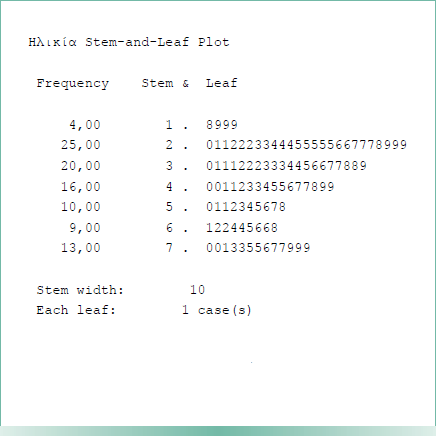 Ηλικία Stem-and-Leaf Plot
Frequency Stem & Leaf
4,00 1 . 8999
25,00 2 . 0112223344455555667778999
20,00 3 . 01112223334456677889
16,00 4 . 0011233455677899
10,00 5 . 0112345678
9,00 6 . 122445668
13,00 7 . 0013355677999
Stem width: 10
Each leaf: 1 case(s)